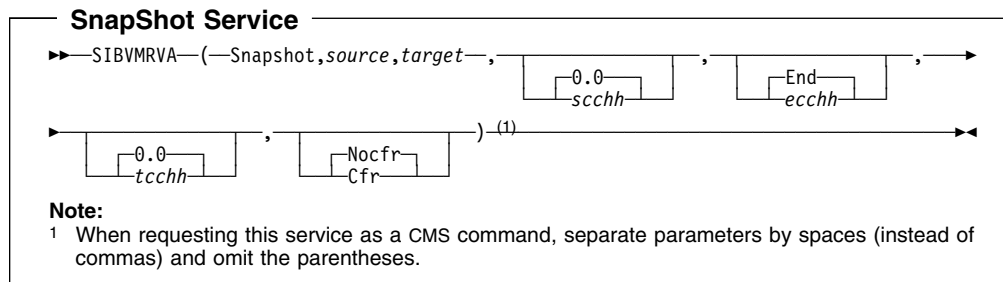 SnapShot Service
SIBVMRVA ( Snapshot,source,target , , ,
0.0 End
scchh ecchh
, ) (1)
0.0 Nocfr
tcchh Cfr
Note:
1 When requesting this service as a CMS command, separate parameters by spaces (instead of
commas) and omit the parentheses.